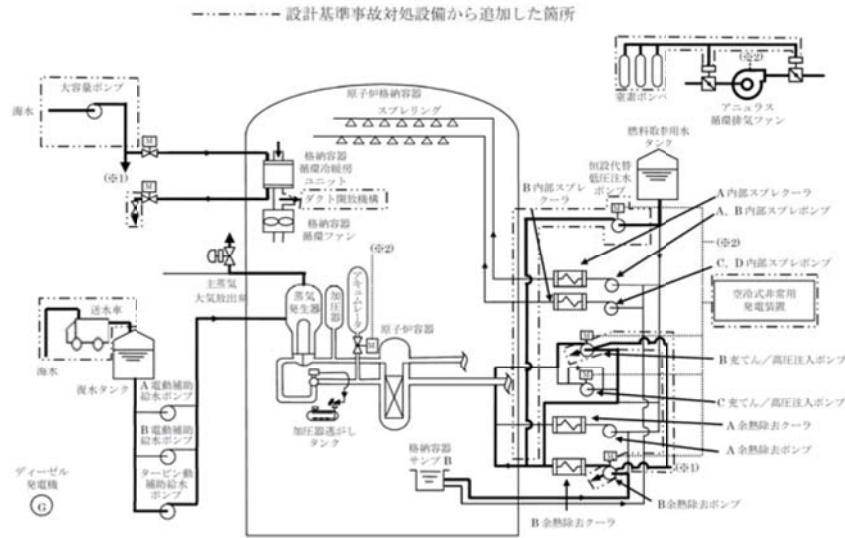 設計基準事故対処設備から追加した箇所
大容量ポンプ
海水
M
(※1)
M
原子炉格納容器
スプレリング
格納容器
循環冷暖房
ユニット
ダクト開放機構
格納容器
循環ファン
(※2)
窒素ボンベ
アニュラス
循環排気ファン
燃料取替用水
タンク
恒設代替
低圧注水
ポンプ
M
B内部スプレ
クーラ
A内部スプレクーラ
A、B内部スプレポンプ
(※2)
C、D内部スプレポンプ
空冷式非常用
発電装置
主蒸気
大気放出弁
蒸気
発生器
加圧器
アキュムレータ
(※2)
M
原子炉容器
加圧器逃がし
タンク
送水車
海水
復水タンク
A電動補助
給水ポンプ
B電動補助
給水ポンプ
タービン動
補助給水
ポンプ
ディーゼル
発電機
G
M
B充てん/高圧注入ポンプ
M
C充てん/高圧注入ポンプ
A余熱除去クーラ
A余熱除去ポンプ
格納容器
サンプB
M
(※1)
B余熱除去ポンプ
B余熱除去クーラ